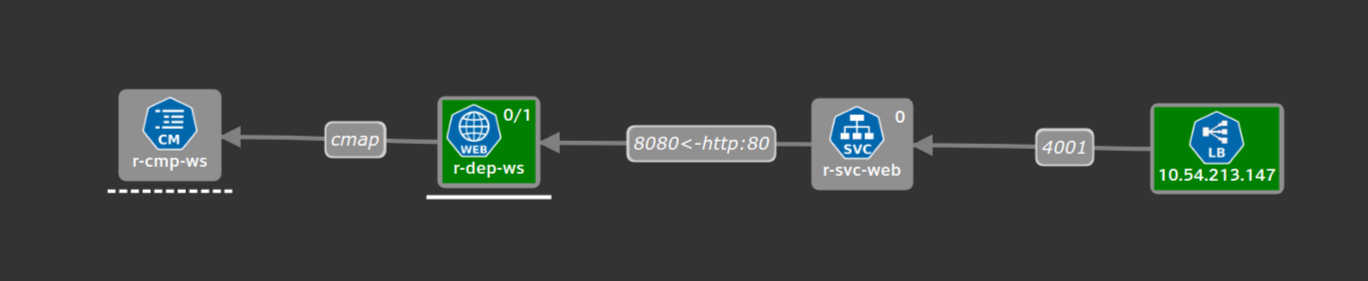 CM
r-cmp-ws
cmap
0/1
WEB
r-dep-ws
8080<-http:80
0
SVC
r-svc-web
4001
LB
10.54.213.147